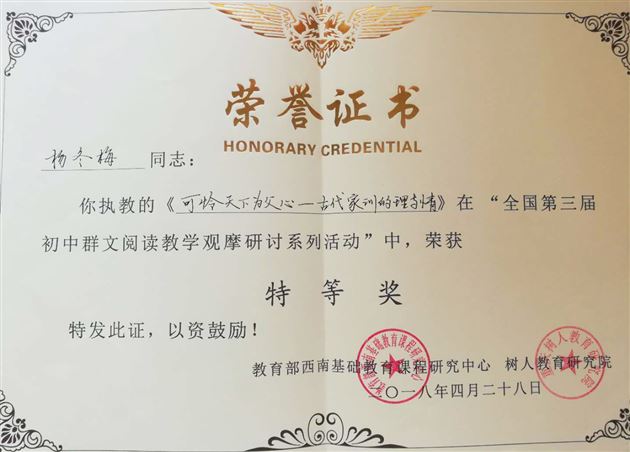 荣誉证书
HONORARY CREDENTIAL
杨冬梅 同志：
你执教的《可怜天下为父心—古代家训的理与情》在“全国第三届
初中群文阅读教学观摩研讨系列活动”中，荣获
特等奖
特发此证，以资鼓励！
教育部西南基础教育课程研究中心 树人教育研究院
二〇一八年四月二十八日